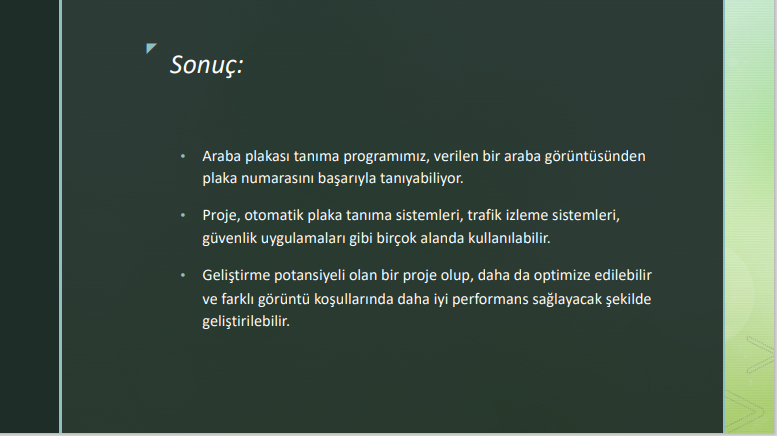 Sonuç:
• Araba plakası tanıma programımız, verilen bir araba görüntüsünden
plaka numarasını başarıyla tanıyabiliyor.
• Proje, otomatik plaka tanıma sistemleri, trafik izleme sistemleri,
güvenlik uygulamaları gibi birçok alanda kullanılabilir.
• Geliştirme potansiyeli olan bir proje olup, daha da optimize edilebilir
ve farklı görüntü koşullarında daha iyi performans sağlayacak şekilde
geliştirilebilir.